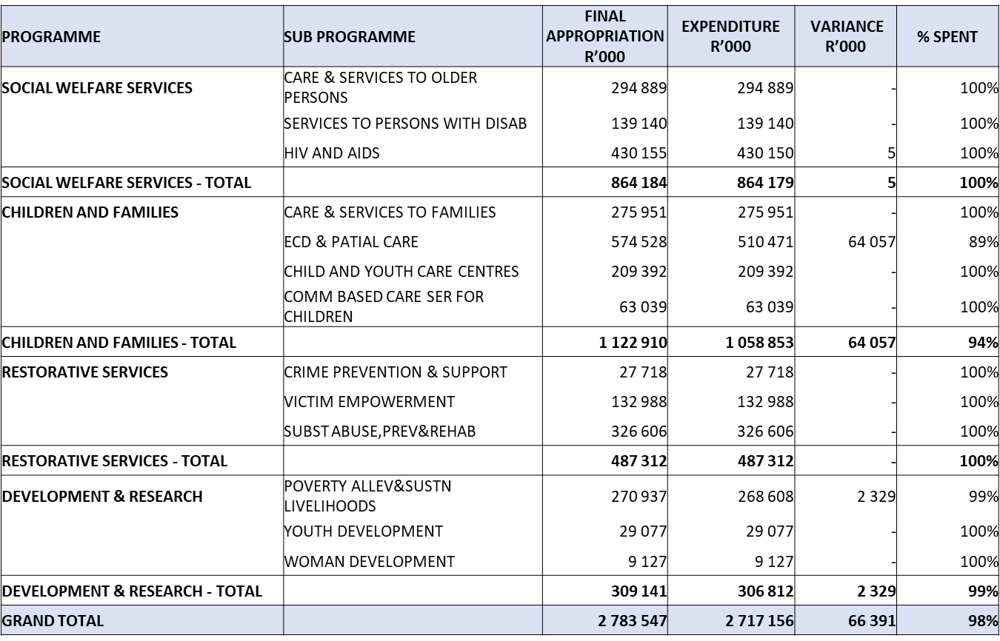 PROGRAMME SUB PROGRAMME FINAL APPROPRIATION R’000 EXPENDITURE R’000 VARIANCE R’000 % SPENT
SOCIAL WELFARE SERVICES CARE & SERVICES TO OLDER PERSONS 294 889 294 889 - 100%
SERVICES TO PERSONS WITH DISAB 139 140 139 140 - 100%
HIV AND AIDS 430 155 430 150 5 100%
SOCIAL WELFARE SERVICES - TOTAL 864 184 864 179 5 100%
CHILDREN AND FAMILIES CARE & SERVICES TO FAMILIES 275 951 275 951 - 100%
ECD & PATIAL CARE 574 528 510 471 64 057 89%
CHILD AND YOUTH CARE CENTRES 209 392 209 392 - 100%
COMM BASED CARE SER FOR CHILDREN 63 039 63 039 - 100%
CHILDREN AND FAMILIES - TOTAL 1 122 910 1 058 853 64 057 94%
RESTORATIVE SERVICES CRIME PREVENTION & SUPPORT 27 718 27 718 - 100%
VICTIM EMPOWERMENT 132 988 132 988 - 100%
SUBST ABUSE,PREV&REHAB 326 606 326 606 - 100%
RESTORATIVE SERVICES - TOTAL 487 312 487 312 - 100%
DEVELOPMENT & RESEARCH POVERTY ALLEV&SUSTN LIVELIHOODS 270 937 268 608 2 329 99%
YOUTH DEVELOPMENT 29 077 29 077 - 100%
WOMAN DEVELOPMENT 9 127 9 127 - 100%
DEVELOPMENT & RESEARCH - TOTAL 309 141 306 812 2 329 99%
GRAND TOTAL 2 783 547 2 717 156 66 391 98%